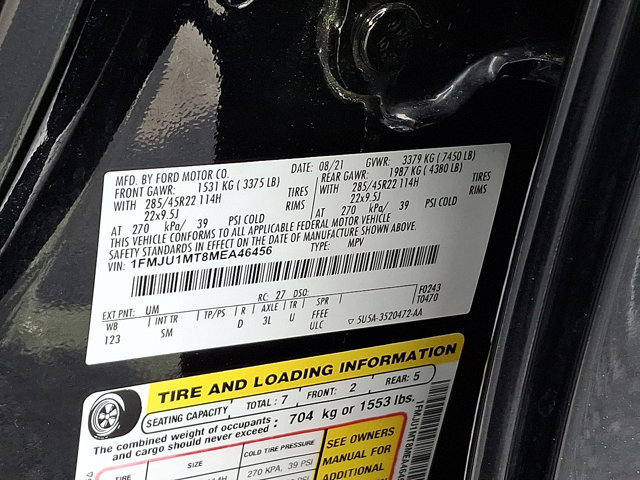 MFD. BY FORD MOTOR CO.
DATE: 08/21 GVWR: 3379 KG ( 7450 LB)
FRONT GAWR: 1531 KG ( 3375 LB) REAR GAWR: 1987 KG ( 4380 LB)
WITH 285/45R22 114H TIRES WITH 285/45R22 114H TIRES
22x9.5J RIMS 22x9.5J RIMS
AT 270 kPa/ 39 PSI COLD AT 270 kPa/ 39 PSI COLD
THIS VEHICLE CONFORMS TO ALL APPLICABLE FEDERAL MOTOR VEHICLE
SAFETY STANDARDS IN EFFECT ON THE DATE OF MANUFACTURE SHOWN ABOVE.
VIN: 1FMJU1MT8MEA46456 TYPE: MPV
EXT PNT: UM RC: 27 DSO:
WB INT TR TP/PS R AXLE TR SPR F0243
123 SM D 3L U FFEE T0470
ULC ▽ 5U5A-3520472-AA
TIRE AND LOADING INFORMATION
SEATING CAPACITY TOTAL : 7 FRONT: 2 REAR: 5
The combined weight of occupants and cargo should never exceed : 704 kg or 1553 lbs.
TIRE SIZE COLD TIRE PRESSURE
114H 270 KPA, 39 PSI
SEE OWNERS
MANUAL FOR
ADDITIONAL